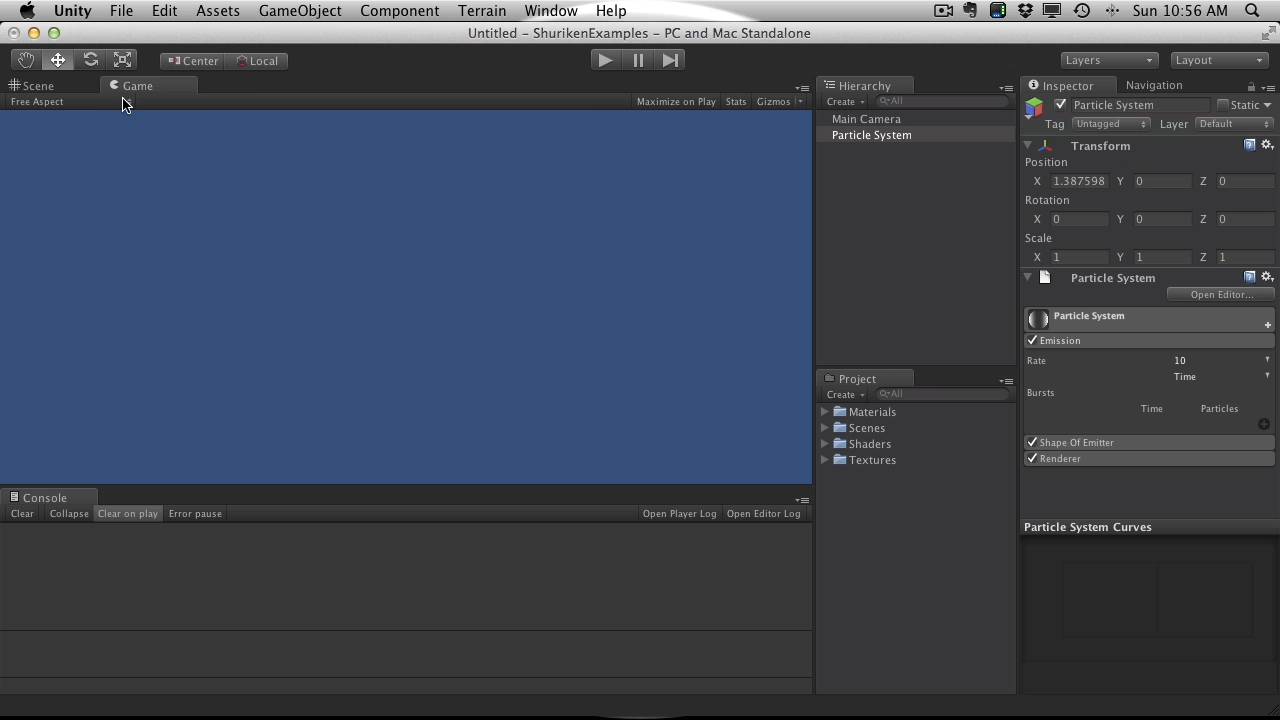 Unity File Edit Assets GameObject Component Terrain Window Help Sun 10:56 AM
Untitled – ShurikenExamples – PC and Mac Standalone
Center Local Layers Layout
Scene Game
Free Aspect Maximize on Play Stats Gizmos
Hierarchy
Create All
Main Camera
Particle System
Project
Create All
Materials
Scenes
Shaders
Textures
Inspector Navigation
Particle System Static
Tag Untagged Layer Default
Transform
Position
X 1.387598 Y 0 Z 0
Rotation
X 0 Y 0 Z 0
Scale
X 1 Y 1 Z 1
Particle System
Open Editor...
Particle System
Emission
Rate 10
Time
Bursts
Time Particles
Shape Of Emitter
Renderer
Particle System Curves
Console
Clear Collapse Clear on play Error pause Open Player Log Open Editor Log